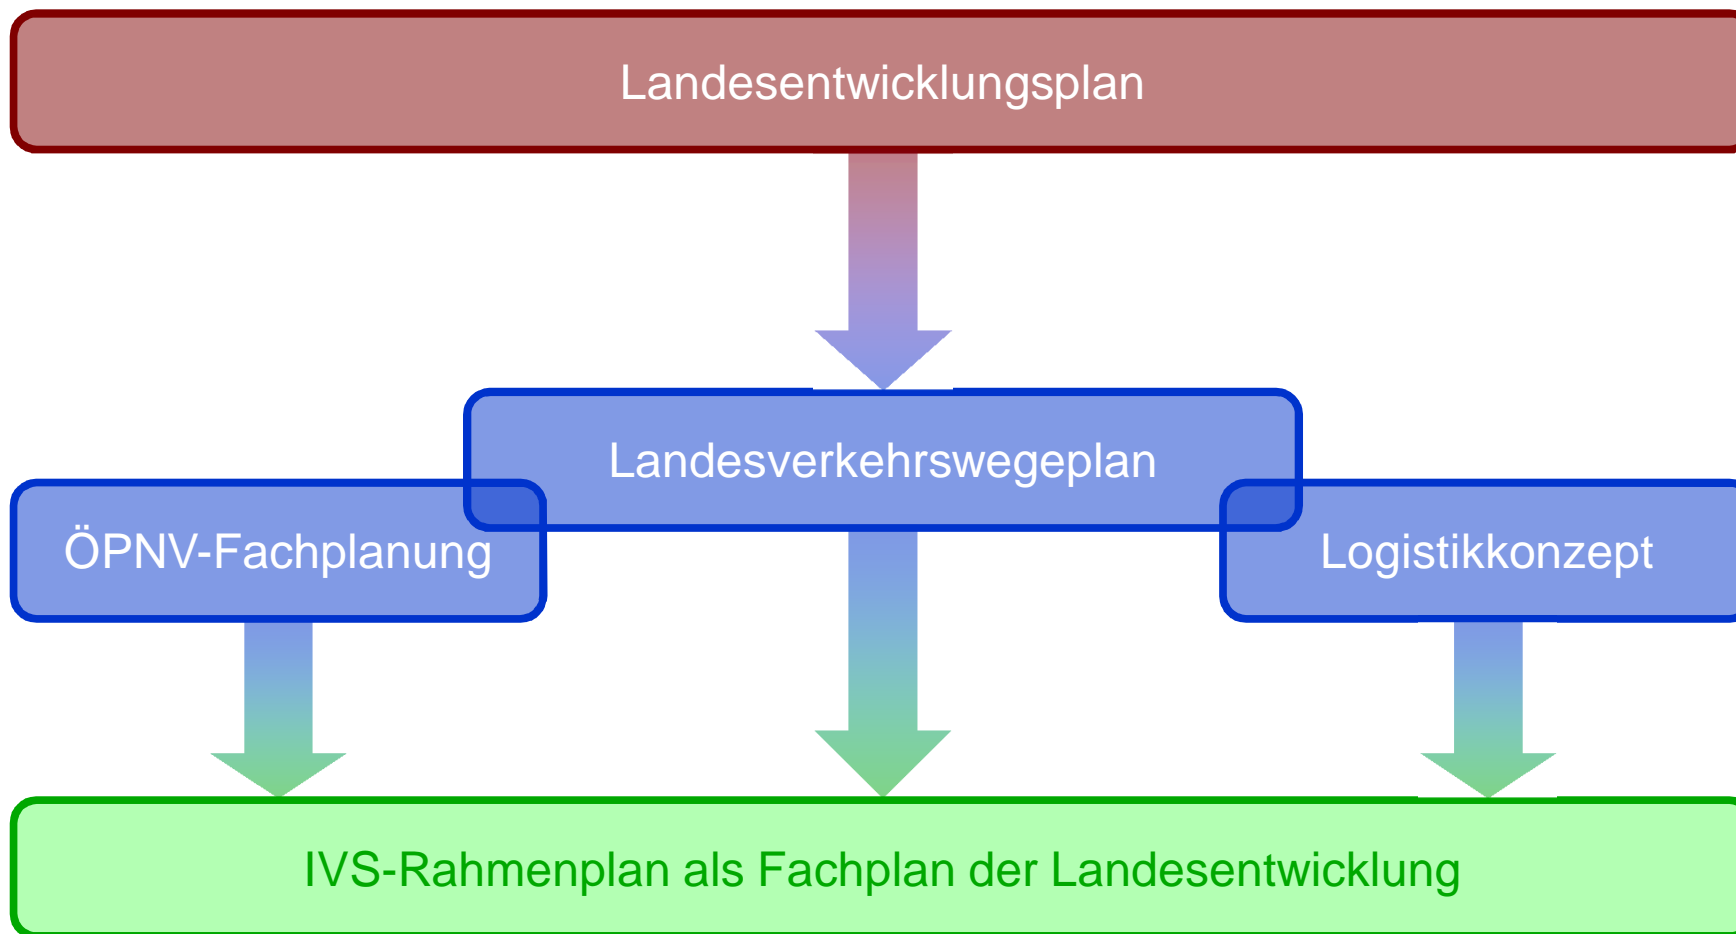 Landesentwicklungsplan
Landesverkehrswegeplan
ÖPNV-Fachplanung
Logistikkonzept
IVS-Rahmenplan als Fachplan der Landesentwicklung